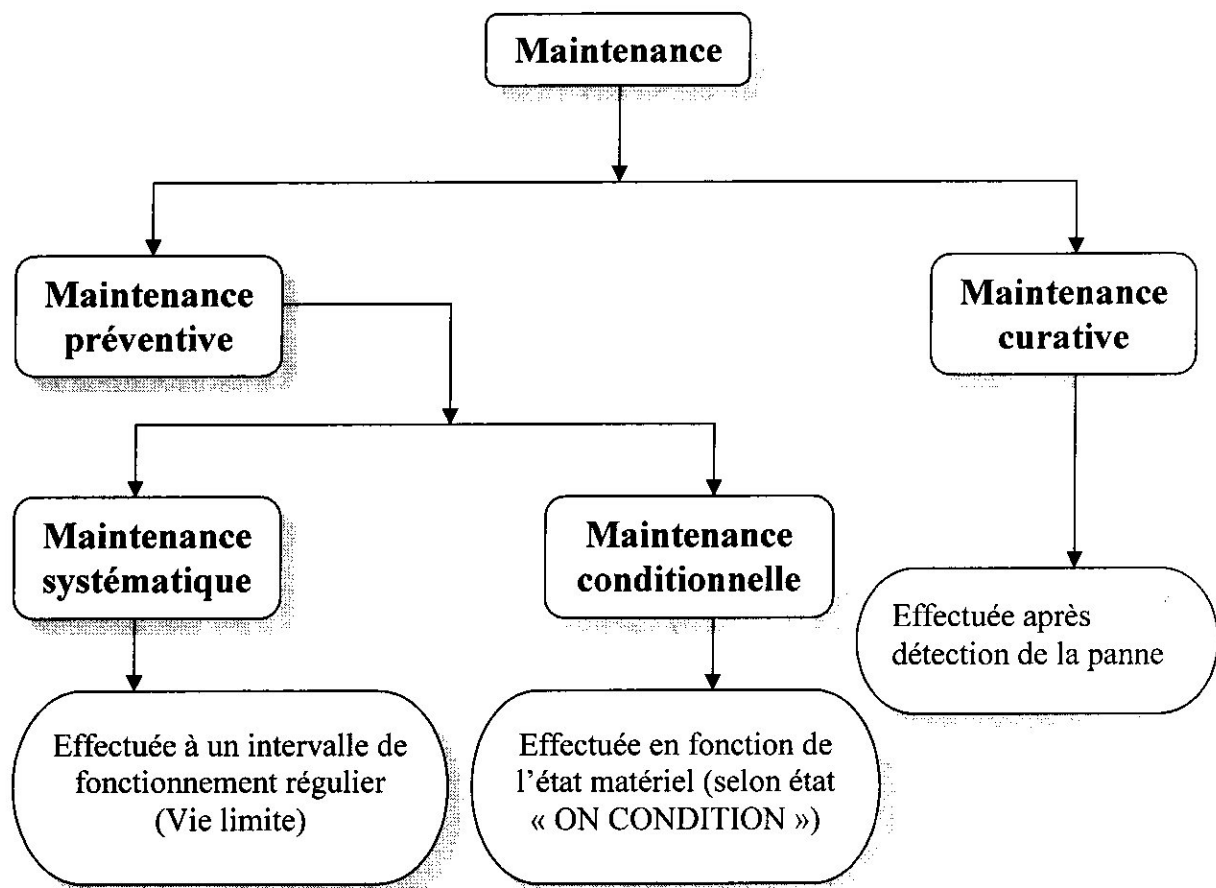 Maintenance
Maintenance
préventive
Maintenance
curative
Maintenance
systématique
Maintenance
conditionnelle
Effectuée après
détection de la panne
Effectuée à un intervalle de
fonctionnement régulier
(Vie limite)
Effectuée en fonction de
l’état matériel (selon état
« ON CONDITION »)